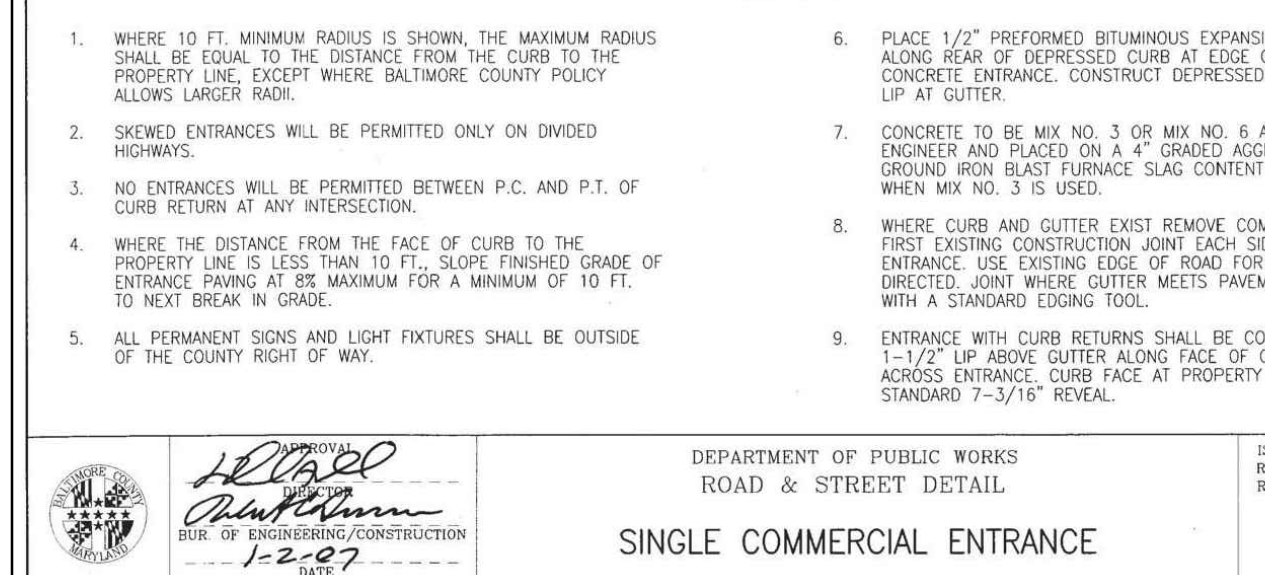 1. WHERE 10 FT. MINIMUM RADIUS IS SHOWN, THE MAXIMUM RADIUS
SHALL BE EQUAL TO THE DISTANCE FROM THE CURB TO THE
PROPERTY LINE, EXCEPT WHERE BALTIMORE COUNTY POLICY
ALLOWS LARGER RADII.
2. SKEWED ENTRANCES WILL BE PERMITTED ONLY ON DIVIDED
HIGHWAYS.
3. NO ENTRANCES WILL BE PERMITTED BETWEEN P.C. AND P.T. OF
CURB RETURN AT ANY INTERSECTION.
4. WHERE THE DISTANCE FROM THE FACE OF CURB TO THE
PROPERTY LINE IS LESS THAN 10 FT., SLOPE FINISHED GRADE OF
ENTRANCE PAVING AT 8% MAXIMUM FOR A MINIMUM OF 10 FT.
TO NEXT BREAK IN GRADE.
5. ALL PERMANENT SIGNS AND LIGHT FIXTURES SHALL BE OUTSIDE
OF THE COUNTY RIGHT OF WAY.
6. PLACE 1/2" PREFORMED BITUMINOUS EXPANSI
ALONG REAR OF DEPRESSED CURB AT EDGE
CONCRETE ENTRANCE. CONSTRUCT DEPRESSED
LIP AT GUTTER.
7. CONCRETE TO BE MIX NO. 3 OR MIX NO. 6 A
ENGINEER AND PLACED ON A 4" GRADED AGG
GROUND IRON BLAST FURNACE SLAG CONTENT
WHEN MIX NO. 3 IS USED.
8. WHERE CURB AND GUTTER EXIST REMOVE COM
FIRST EXISTING CONSTRUCTION JOINT EACH SI
ENTRANCE. USE EXISTING EDGE OF ROAD FOR
DIRECTED. JOINT WHERE GUTTER MEETS PAVEM
WITH A STANDARD EDGING TOOL.
9. ENTRANCE WITH CURB RETURNS SHALL BE CO
1-1/2" LIP ABOVE GUTTER ALONG FACE OF
ACROSS ENTRANCE. CURB FACE AT PROPERTY
STANDARD 7-3/16" REVEAL.
BALTIMORE COUNTY
MARYLAND
APPROVAL
DIRECTOR
BUR. OF ENGINEERING/CONSTRUCTION
1-2-07
DATE
DEPARTMENT OF PUBLIC WORKS
ROAD & STREET DETAIL
SINGLE COMMERCIAL ENTRANCE
R
R